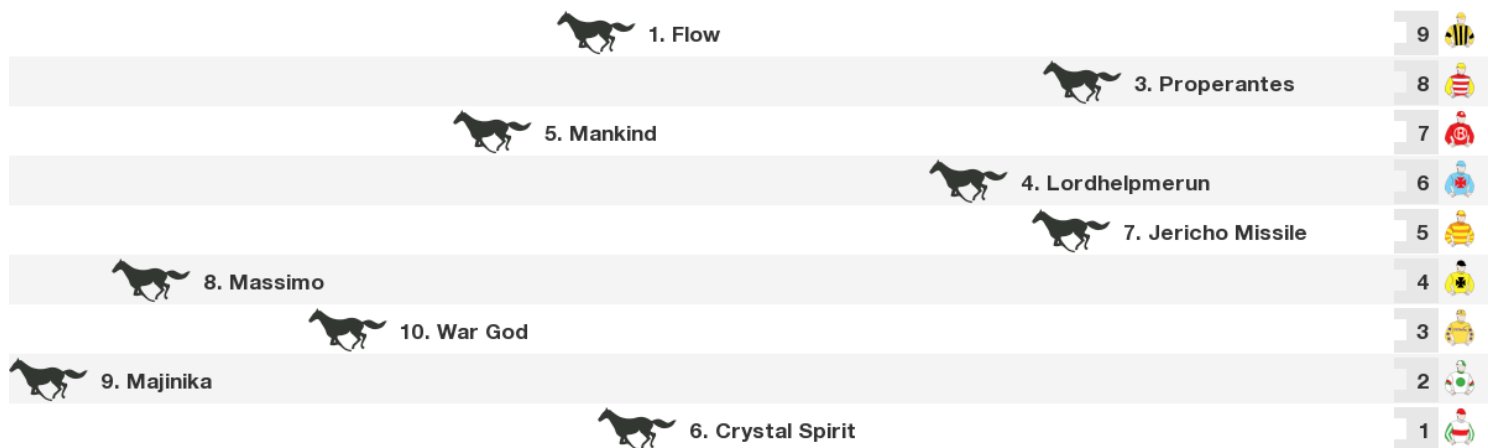 1. Flow 9
3. Properantes 8
5. Mankind 7
4. Lordhelpmerun 6
7. Jericho Missile 5
8. Massimo 4
10. War God 3
9. Majinika 2
6. Crystal Spirit 1